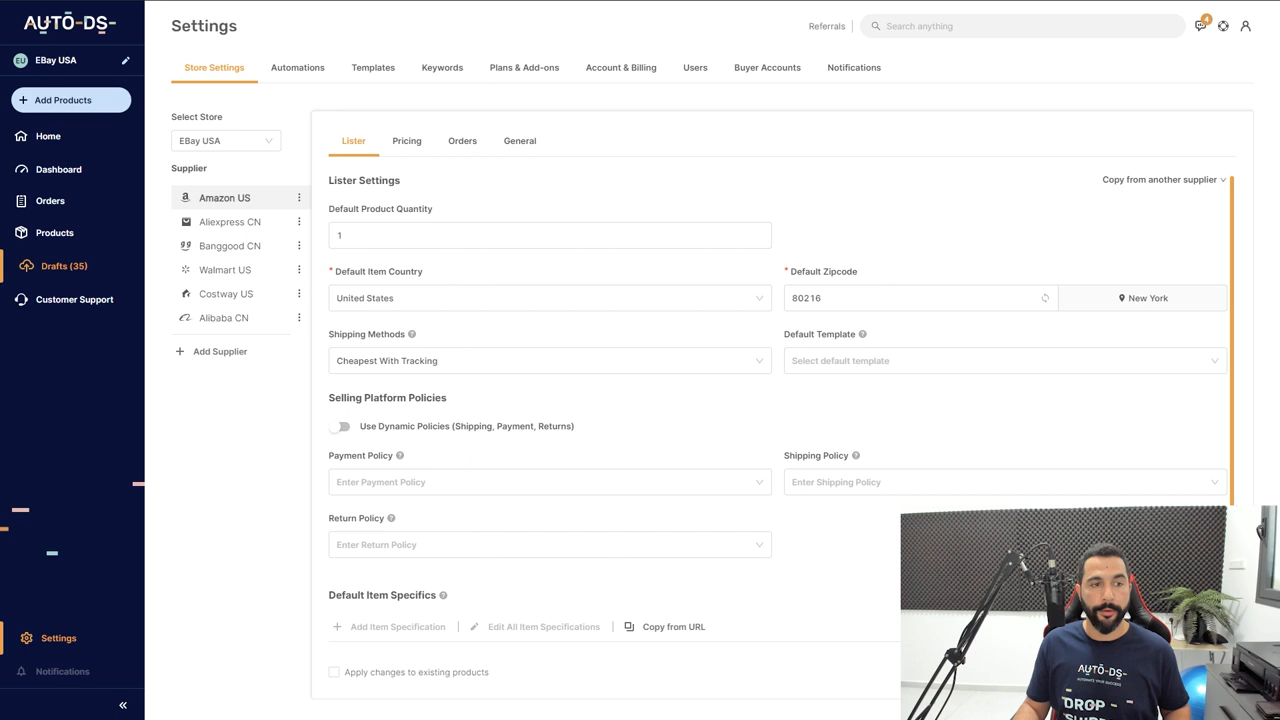 AUTO-DS
EU
EBay USA
Add Products
Home
Dashboard
Orders
Products
Drafts (35)
Customer Support
Settings
Notifications
Settings
Referrals
Search anything
4
Store Settings
Automations
Templates
Keywords
Plans & Add-ons
Account & Billing
Users
Buyer Accounts
Notifications
Select Store
EBay USA
Supplier
Amazon US
Aliexpress CN
Banggood CN
Walmart US
Costway US
Alibaba CN
Add Supplier
Lister
Pricing
Orders
General
Lister Settings
Copy from another supplier
Default Product Quantity
1
* Default Item Country
* Default Zipcode
United States
80216
New York
Shipping Methods
Default Template
Cheapest With Tracking
Select default template
Selling Platform Policies
Use Dynamic Policies (Shipping, Payment, Returns)
Payment Policy
Shipping Policy
Enter Payment Policy
Enter Shipping Policy
Return Policy
Enter Return Policy
Default Item Specifics
Add Item Specification
Edit All Item Specifications
Copy from URL
Apply changes to existing products
AUTO-DS
AUTOMATE YOUR SUCCESS
DROP